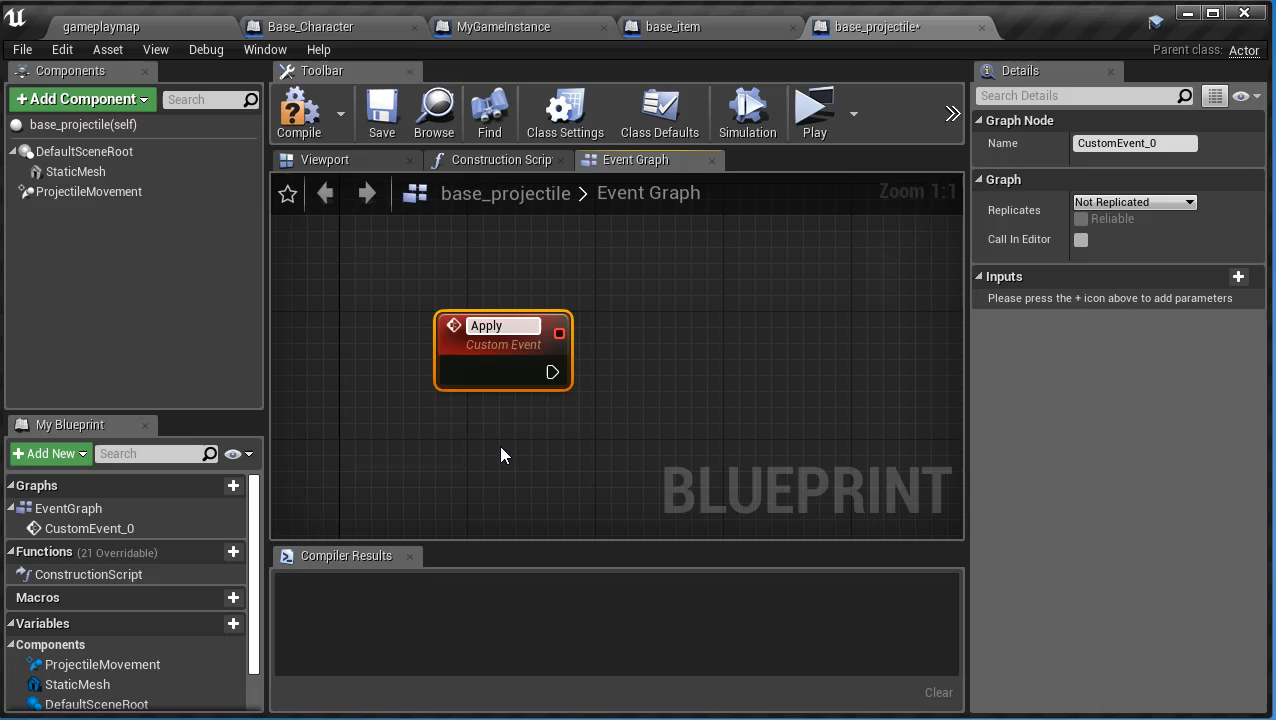 gameplaymap
Base_Character
MyGameInstance
base_item
base_projectile*
File
Edit
Asset
View
Debug
Window
Help
Parent class:
Actor
Components
+ Add Component
Search
base_projectile(self)
DefaultSceneRoot
StaticMesh
ProjectileMovement
My Blueprint
+ Add New
Search
Graphs
EventGraph
CustomEvent_0
Functions (21 Overridable)
ConstructionScript
Macros
Variables
Components
ProjectileMovement
StaticMesh
DefaultSceneRoot
Toolbar
Compile
Save
Browse
Find
Class Settings
Class Defaults
Simulation
Play
Viewport
Construction Scrip
Event Graph
base_projectile > Event Graph
Zoom 1:1
Apply
Custom Event
BLUEPRINT
Compiler Results
Clear
Details
Search Details
Graph Node
Name
CustomEvent_0
Graph
Replicates
Not Replicated
Reliable
Call In Editor
Inputs
Please press the + icon above to add parameters